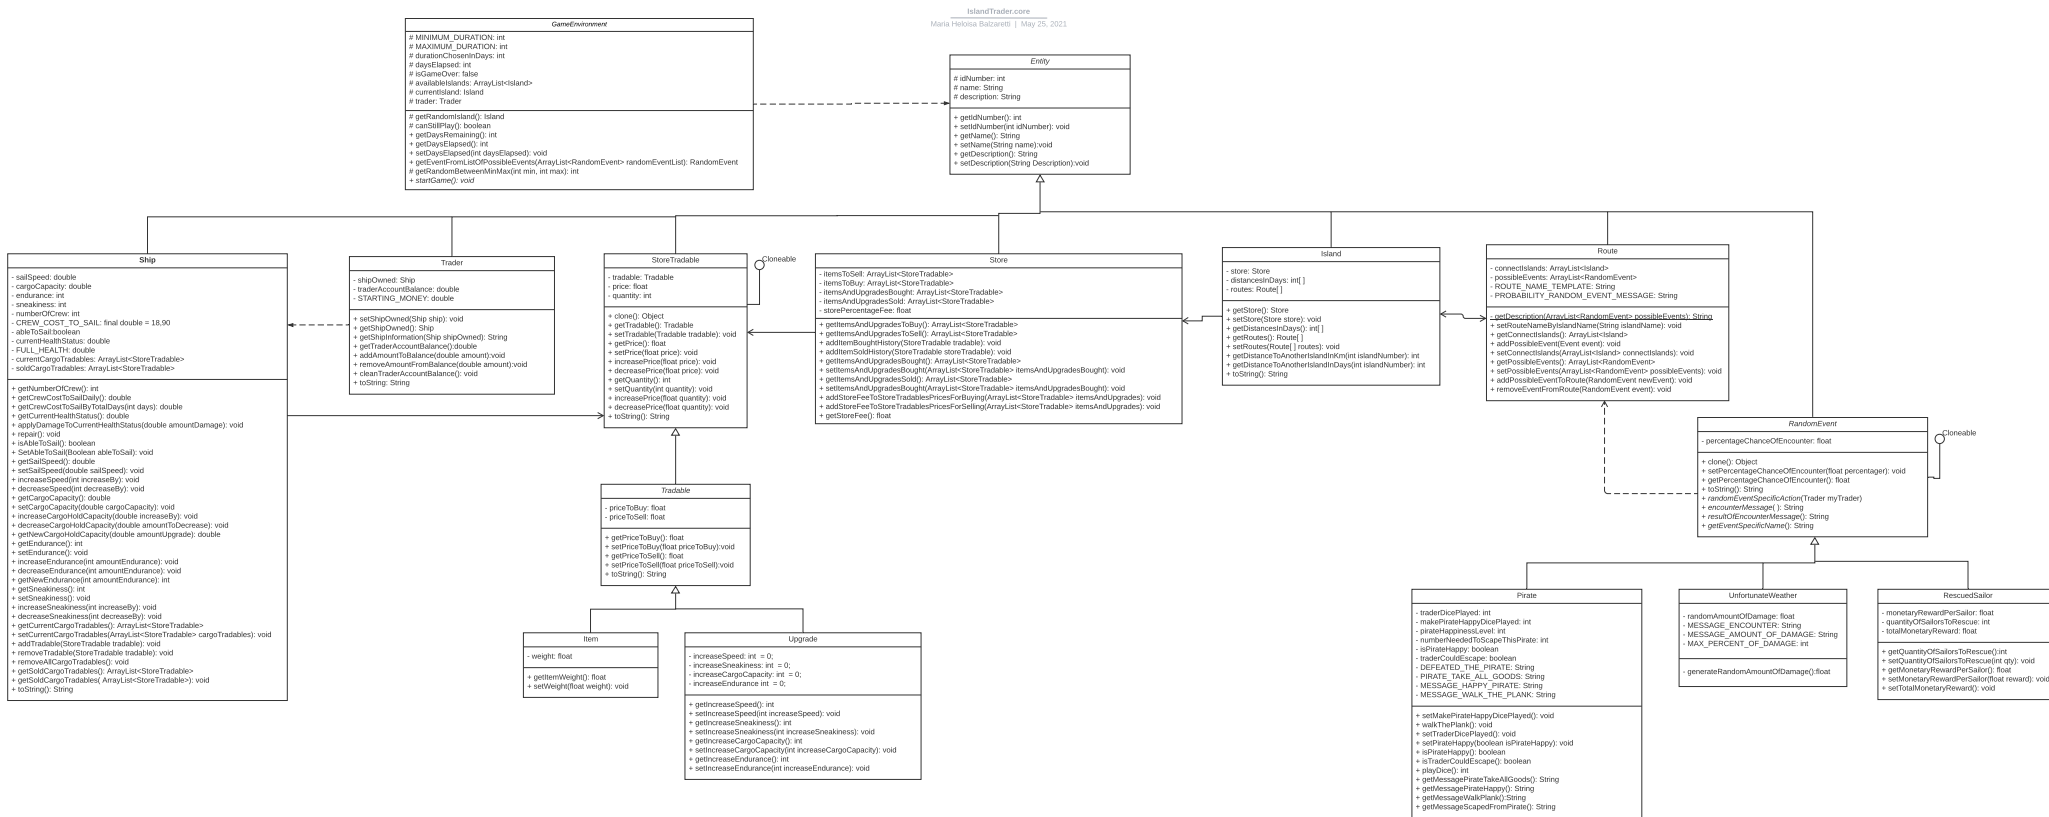 IslandTrader.core
Maria Heloisa Balzaretti | May 25, 2021
GameEnvironment
# MINIMUM_DURATION: int
# MAXIMUM_DURATION: int
# durationChosenInDays: int
# daysElapsed: int
# isGameOver: false
# availableIslands: ArrayList<Island>
# currentIsland: Island
# trader: Trader
# getRandomIsland(): Island
# canStillPlay(): boolean
+ getDaysRemaining(): int
+ getDaysElapsed(): int
+ setDaysElapsed(int daysElapsed): void
+ getEventFromListOfPossibleEvents(ArrayList<RandomEvent> randomEventList): RandomEvent
# getRandomBetweenMinMax(int min, int max): int
+ startGame(): void
Entity
# idNumber: int
# name: String
# description: String
+ getIdNumber(): int
+ setIdNumber(int idNumber): void
+ getName(): String
+ setName(String name):void
+ getDescription(): String
+ setDescription(String Description):void
Ship
- sailSpeed: double
- cargoCapacity: double
- endurance: int
- sneakiness: int
- numberOfCrew: int
- CREW_COST_TO_SAIL: final double = 18,90
- ableToSail:boolean
- currentHealthStatus: double
- FULL_HEALTH: double
- currentCargoTradables: ArrayList<StoreTradable>
- soldCargoTradables: ArrayList<StoreTradable>
+ getNumberOfCrew(): int
+ getCrewCostToSailDaily(): double
+ getCrewCostToSailByTotalDays(int days): double
+ getCurrentHealthStatus(): double
+ applyDamageToCurrentHealthStatus(double amountDamage): void
+ repair(): void
+ isAbleToSail(): boolean
+ SetAbleToSail(Boolean ableToSail): void
+ getSailSpeed(): double
+ setSailSpeed(double sailSpeed): void
+ increaseSpeed(int increaseBy): void
+ decreaseSpeed(int decreaseBy): void
+ getCargoCapacity(): double
+ setCargoCapacity(double cargoCapacity): void
+ increaseCargoHoldCapacity(double increaseBy): void
+ decreaseCargoHoldCapacity(double amountToDecrease): void
+ getNewCargoHoldCapacity(double amountUpgrade): double
+ getEndurance(): int
+ setEndurance(): void
+ increaseEndurance(int amountEndurance): void
+ decreaseEndurance(int amountEndurance): void
+ getNewEndurance(int amountEndurance): int
+ getSneakiness(): int
+ setSneakiness(): void
+ increaseSneakiness(int increaseBy): void
+ decreaseSneakiness(int decreaseBy): void
+ getCurrentCargoTradables(): ArrayList<StoreTradable>
+ setCurrentCargoTradables(ArrayList<StoreTradable> cargoTradables): void
+ addTradable(StoreTradable tradable): void
+ removeTradable(StoreTradable tradable): void
+ removeAllCargoTradables(): void
+ getSoldCargoTradables(): ArrayList<StoreTradable>
+ getSoldCargoTradables( ArrayList<StoreTradable>): void
+ toString(): String
Trader
- shipOwned: Ship
- traderAccountBalance: double
- STARTING_MONEY: double
+ setShipOwned(Ship ship): void
+ getShipOwned(): Ship
+ getShipInformation(Ship shipOwned): String
+ getTraderAccountBalance():double
+ addAmountToBalance(double amount):void
+ removeAmountFromBalance(double amount):void
+ cleanTraderAccountBalance(): void
+ toString: String
StoreTradable
- tradable: Tradable
- price: float
- quantity: int
+ clone(): Object
+ getTradable(): Tradable
+ setTradable(Tradable tradable): void
+ getPrice(): float
+ setPrice(float price): void
+ increasePrice(float price): void
+ decreasePrice(float price): void
+ getQuantity(): int
+ setQuantity(int quantity): void
+ increasePrice(float quantity): void
+ decreasePrice(float quantity): void
+ toString(): String
Cloneable
Store
- itemsToSell: ArrayList<StoreTradable>
- itemsToBuy: ArrayList<StoreTradable>
- itemsAndUpgradesBought: ArrayList<StoreTradable>
- itemsAndUpgradesSold: ArrayList<StoreTradable>
- storePercentageFee: float
+ getItemsAndUpgradesToBuy(): ArrayList<StoreTradable>
+ getItemsAndUpgradesToSell(): ArrayList<StoreTradable>
+ addItemBoughtHistory(StoreTradable tradable): void
+ addItemSoldHistory(StoreTradable storeTradable): void
+ getItemsAndUpgradesBought(): ArrayList<StoreTradable>
+ setItemsAndUpgradesBought(ArrayList<StoreTradable> itemsAndUpgradesBought): void
+ getItemsAndUpgradesSold(): ArrayList<StoreTradable>
+ setItemsAndUpgradesBought(ArrayList<StoreTradable> itemsAndUpgradesBought): void
+ addStoreFeeToStoreTradablesPricesForBuying(ArrayList<StoreTradable> itemsAndUpgrades): void
+ addStoreFeeToStoreTradablesPricesForSelling(ArrayList<StoreTradable> itemsAndUpgrades): void
+ getStoreFee(): float
Island
- store: Store
- distancesInDays: int[ ]
- routes: Route[ ]
+ getStore(): Store
+ setStore(Store store): void
+ getDistancesInDays(): int[ ]
+ getRoutes(): Route[ ]
+ setRoutes(Route[ ] routes): void
+ getDistanceToAnotherIslandInKm(int islandNumber): int
+ getDistanceToAnotherIslandInDays(int islandNumber): int
+ toString(): String
Route
- connectIslands: ArrayList<Island>
- possibleEvents: ArrayList<RandomEvent>
- ROUTE_NAME_TEMPLATE: String
- PROBABILITY_RANDOM_EVENT_MESSAGE: String
- getDescription(ArrayList<RandomEvent> possibleEvents): String
+ setRouteNameByIslandName(String islandName): void
+ getConnectIslands(): ArrayList<Island>
+ addPossibleEvent(Event event): void
+ setConnectIslands(ArrayList<Island> connectIslands): void
+ getPossibleEvents(): ArrayList<RandomEvent>
+ setPossibleEvents(ArrayList<RandomEvent> possibleEvents): void
+ addPossibleEventToRoute(RandomEvent newEvent): void
+ removeEventFromRoute(RandomEvent event): void
RandomEvent
- percentageChanceOfEncounter: float
+ clone(): Object
+ setPercentageChanceOfEncounter(float percentager): void
+ getPercentageChanceOfEncounter(): float
+ toString(): String
+ randomEventSpecificAction(Trader myTrader)
+ encounterMessage( ): String
+ resultOfEncounterMessage(): String
+ getEventSpecificName(): String
Cloneable
Tradable
- priceToBuy: float
- priceToSell: float
+ getPriceToBuy(): float
+ setPriceToBuy(float priceToBuy):void
+ getPriceToSell(): float
+ setPriceToSell(float priceToSell):void
+ toString(): String
Item
- weight: float
+ getItemWeight(): float
+ setWeight(float weight): void
Upgrade
- increaseSpeed: int = 0;
- increaseSneakiness: int = 0;
- increaseCargoCapacity: int = 0;
- increaseEndurance int = 0;
+ getIncreaseSpeed(): int
+ setIncreaseSpeed(int increaseSpeed): void
+ getIncreaseSneakiness(): int
+ setIncreaseSneakiness(int increaseSneakiness): void
+ getIncreaseCargoCapacity(): int
+ setIncreaseCargoCapacity(int increaseCargoCapacity): void
+ getIncreaseEndurance(): int
+ setIncreaseEndurance(int increaseEndurance): void
Pirate
- traderDicePlayed: int
- makePirateHappyDicePlayed: int
- pirateHappinessLevel: int
- numberNeededToScapeThisPirate: int
- isPirateHappy: boolean
- traderCouldEscape: boolean
- DEFEATED_THE_PIRATE: String
- PIRATE_TAKE_ALL_GOODS: String
- MESSAGE_HAPPY_PIRATE: String
- MESSAGE_WALK_THE_PLANK: String
+ setMakePirateHappyDicePlayed(): void
+ walkThePlank(): void
+ setTraderDicePlayed(): void
+ setPirateHappy(boolean isPirateHappy): void
+ isPirateHappy(): boolean
+ isTraderCouldEscape(): boolean
+ playDice(): int
+ getMessagePirateTakeAllGoods(): String
+ getMessagePirateHappy(): String
+ getMessageWalkPlank():String
+ getMessageScapedFromPirate(): String
UnfortunateWeather
- randomAmountOfDamage: float
- MESSAGE_ENCOUNTER: String
- MESSAGE_AMOUNT_OF_DAMAGE: String
- MAX_PERCENT_OF_DAMAGE: int
- generateRandomAmountOfDamage():float
RescuedSailor
- monetaryRewardPerSailor: float
- quantityOfSailorsToRescue: int
- totalMonetaryReward: float
+ getQuantityOfSailorsToRescue():int
+ setQuantityOfSailorsToRescue(int qty): void
+ getMonetaryRewardPerSailor(): float
+ setMonetaryRewardPerSailor(float reward): void
+ setTotalMonetaryReward(): void